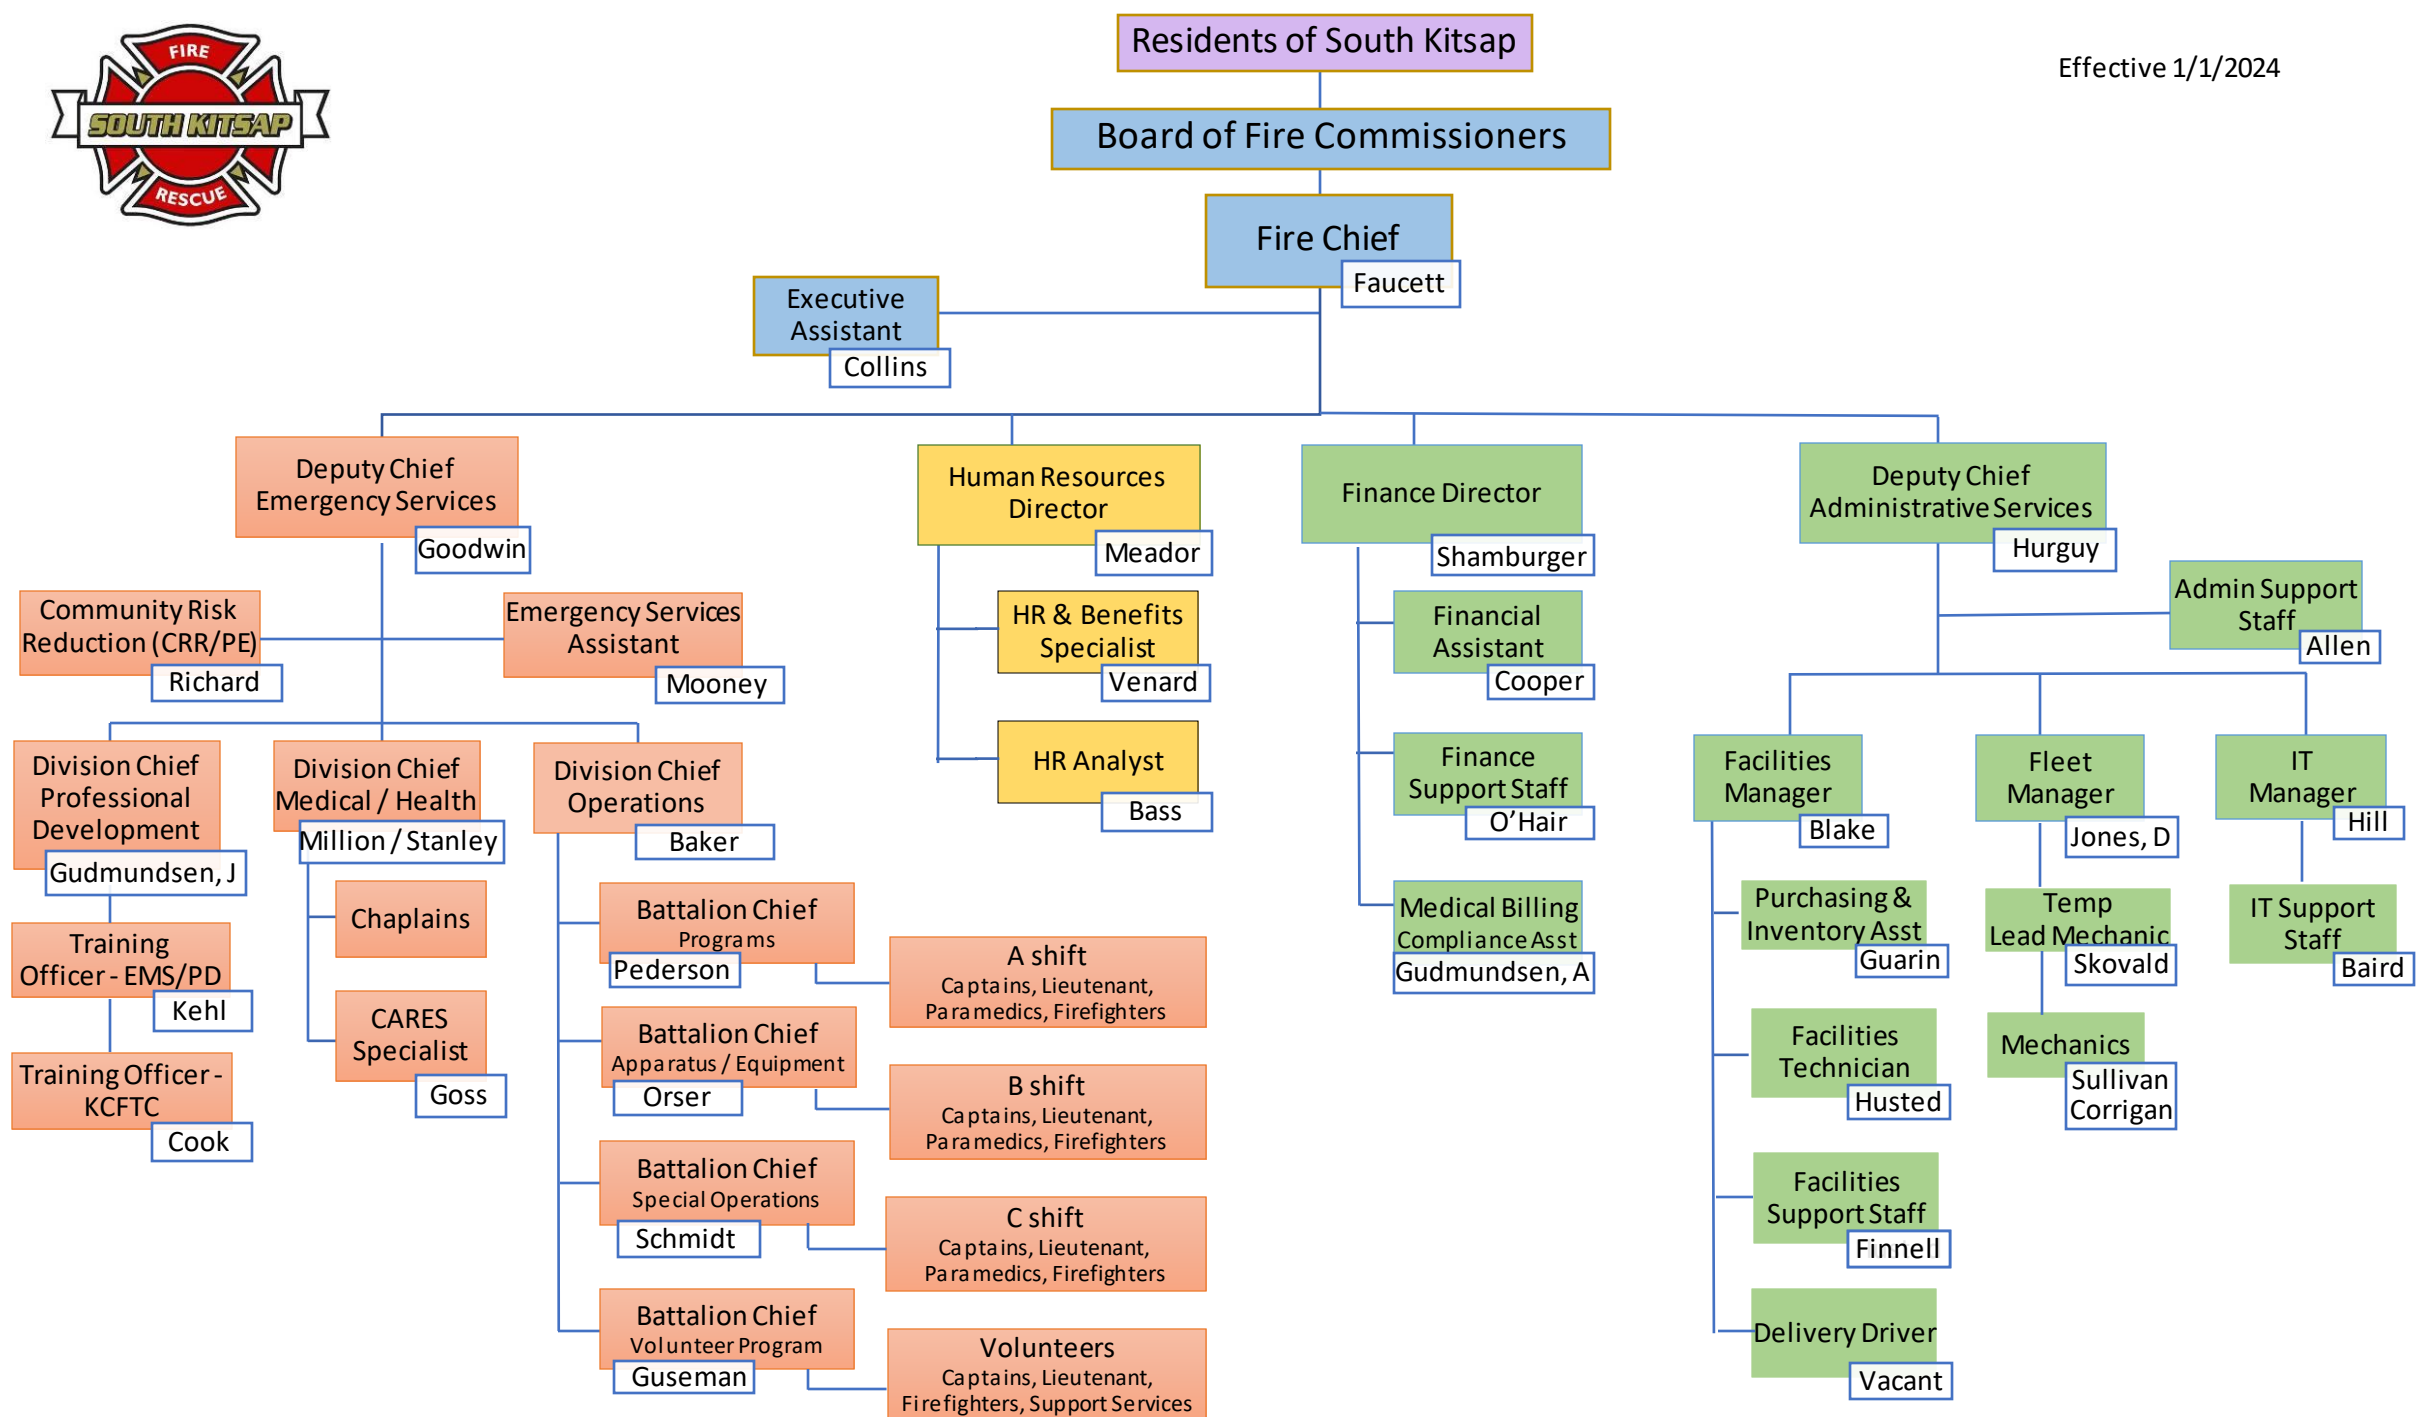 FIRE
SOUTH KITSAP
RESCUE
Residents of South Kitsap
Effective 1/1/2024
Board of Fire Commissioners
Fire Chief
Faucett
Executive
Assistant
Collins
Deputy Chief
Emergency Services
Goodwin
Community Risk
Reduction (CRR/PE)
Richard
Emergency Services
Assistant
Mooney
Division Chief
Professional
Development
Gudmundsen, J
Training
Officer - EMS/PD
Kehl
Training Officer -
KCFTC
Cook
Division Chief
Medical / Health
Million / Stanley
Chaplains
CARES
Specialist
Goss
Division Chief
Operations
Baker
Battalion Chief
Programs
Pederson
A shift
Captains, Lieutenant,
Paramedics, Firefighters
Battalion Chief
Apparatus / Equipment
Orser
B shift
Captains, Lieutenant,
Paramedics, Firefighters
Battalion Chief
Special Operations
Schmidt
C shift
Captains, Lieutenant,
Paramedics, Firefighters
Battalion Chief
Volunteer Program
Guseman
Volunteers
Captains, Lieutenant,
Firefighters, Support Services
Human Resources
Director
Meador
HR & Benefits
Specialist
Venard
HR Analyst
Bass
Finance Director
Shamburger
Financial
Assistant
Cooper
Finance
Support Staff
O’Hair
Medical Billing
Compliance Asst
Gudmundsen, A
Deputy Chief
Administrative Services
Hurguy
Admin Support
Staff
Allen
Facilities
Manager
Blake
Purchasing &
Inventory Asst
Guarin
Facilities
Technician
Husted
Facilities
Support Staff
Finnell
Delivery Driver
Vacant
Fleet
Manager
Jones, D
Temp
Lead Mechanic
Skovald
Mechanics
Sullivan
Corrigan
IT
Manager
Hill
IT Support
Staff
Baird